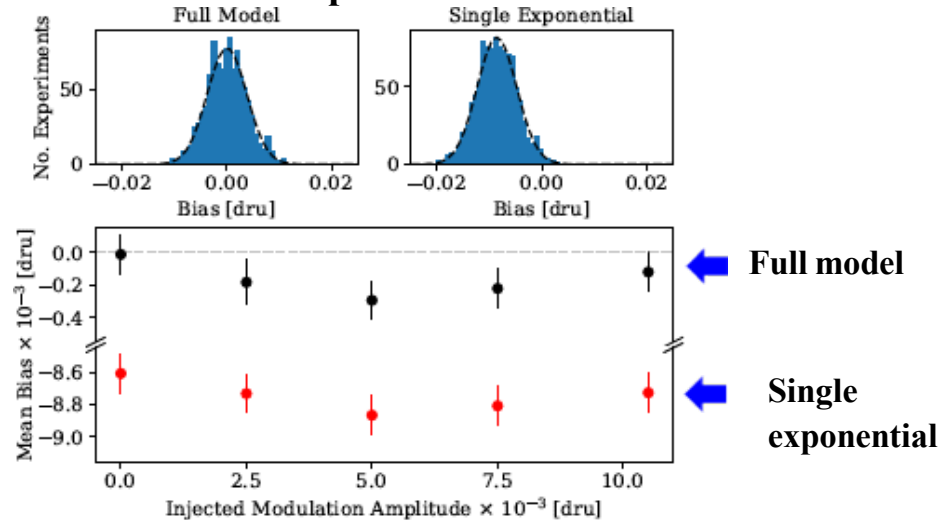 Full Model
Single Exponential
No. Experiments
50
0
50
0
−0.02
0.00
0.02
−0.02
0.00
0.02
Bias [dru]
Bias [dru]
Mean Bias × 10⁻³ [dru]
0.0
−0.2
−0.4
−8.6
−8.8
−9.0
Full model
Single
exponential
0.0
2.5
5.0
7.5
10.0
Injected Modulation Amplitude × 10⁻³ [dru]